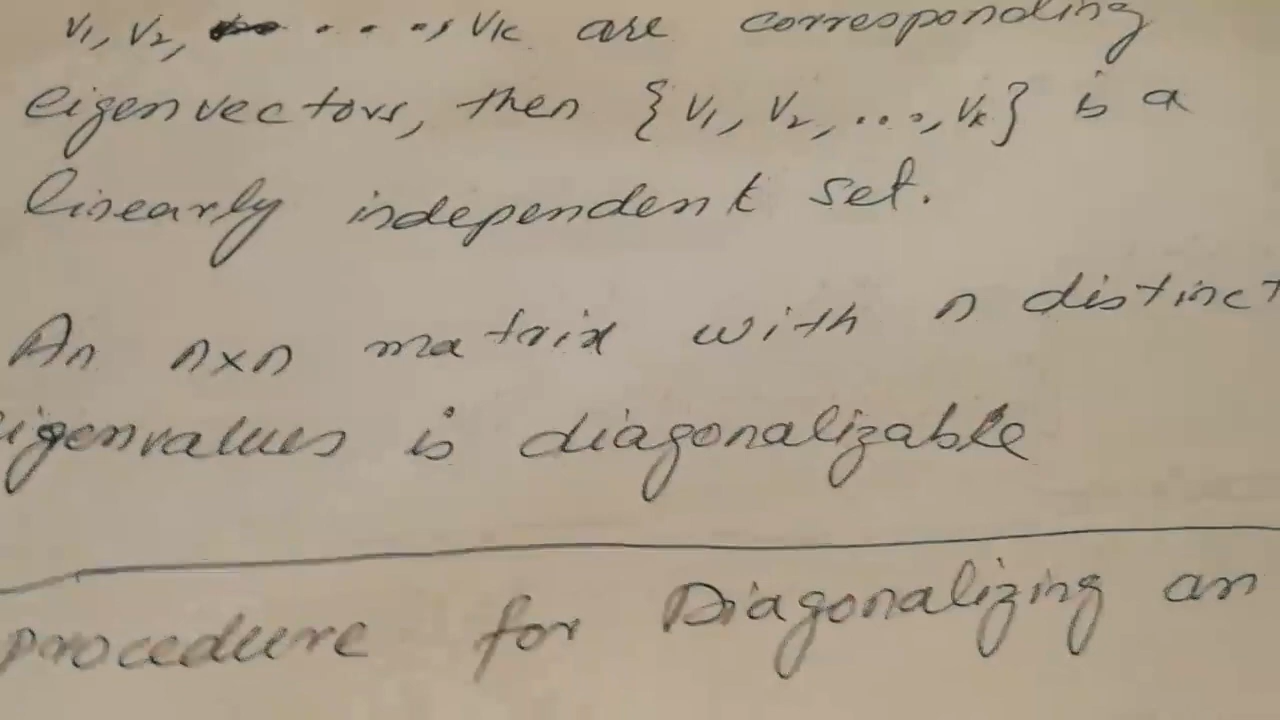 v₁, v₂, ...., vₖ are corresponding
eigenvectors, then {v₁, v₂, ..., vₖ} is a
linearly independent set.
An n×n matrix with n distinct
eigenvalues is diagonalizable
Procedure for Diagonalizing an